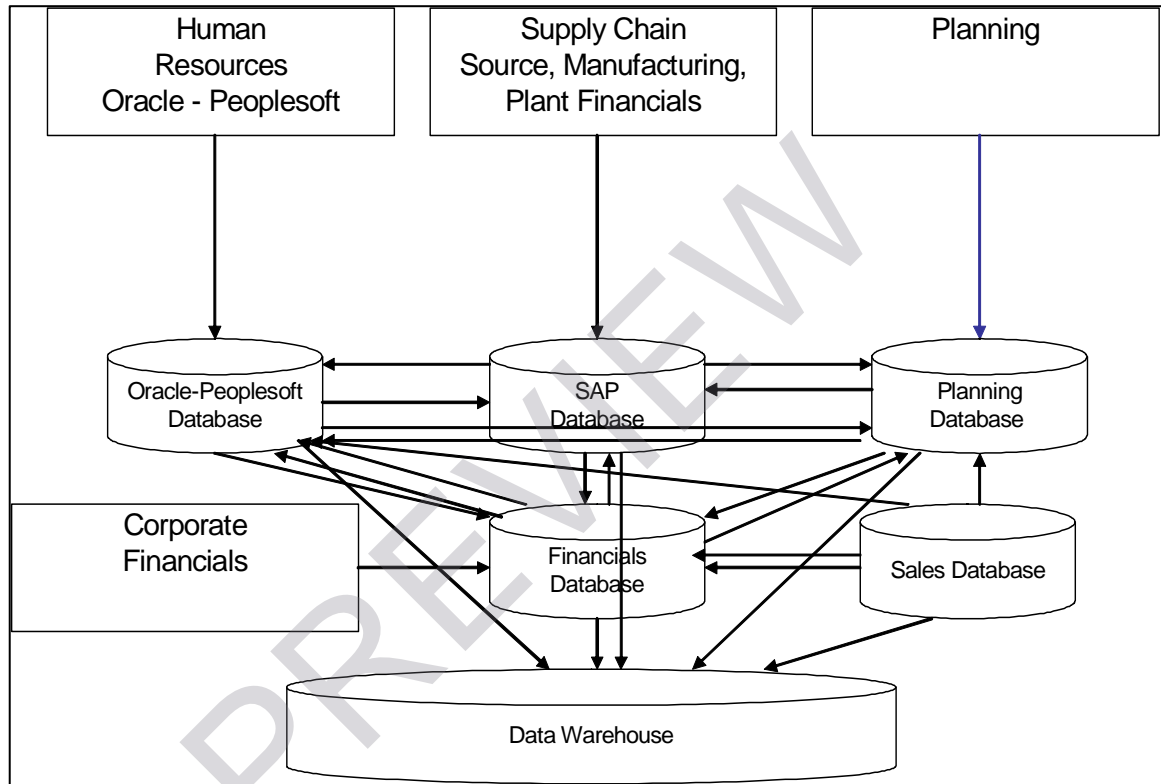 Human
Resources
Oracle - Peoplesoft
Supply Chain
Source, Manufacturing,
Plant Financials
Planning
Oracle-Peoplesoft
Database
SAP
Database
Planning
Database
Corporate
Financials
Financials
Database
Sales Database
Data Warehouse
PREVIEW